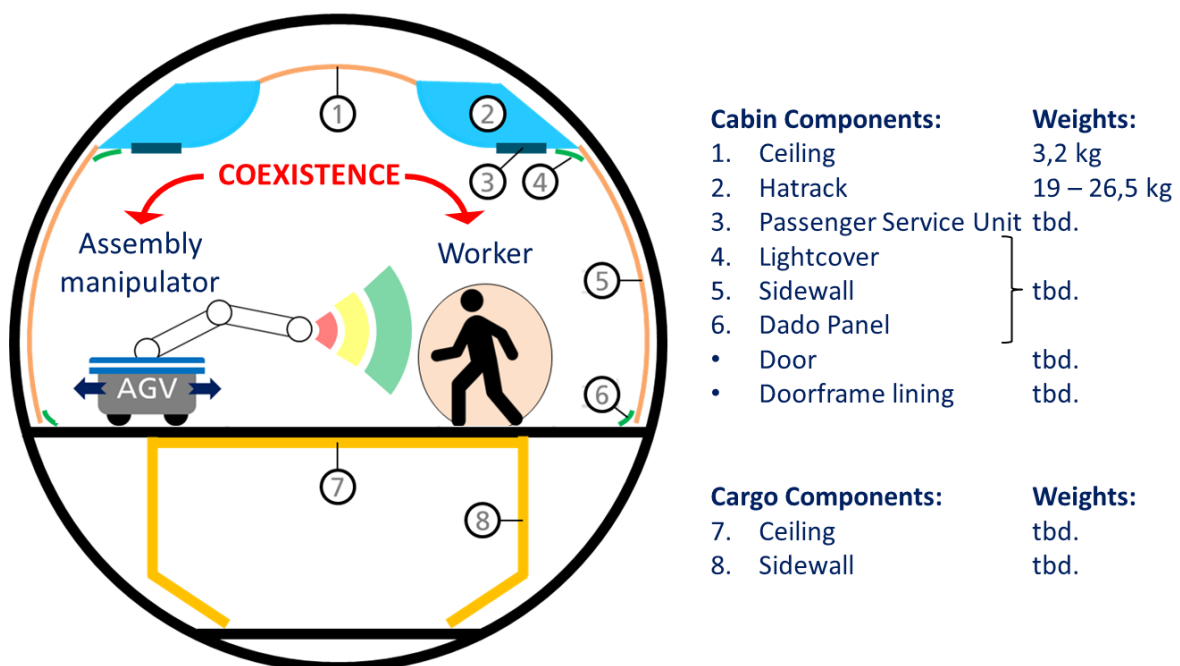 1
2
3
4
COEXISTENCE
Assembly
manipulator
Worker
5
AGV
6
7
8
Cabin Components: Weights:
1. Ceiling 3,2 kg
2. Hatrack 19 – 26,5 kg
3. Passenger Service Unit tbd.
4. Lightcover
5. Sidewall tbd.
6. Dado Panel
• Door tbd.
• Doorframe lining tbd.
Cargo Components: Weights:
7. Ceiling tbd.
8. Sidewall tbd.